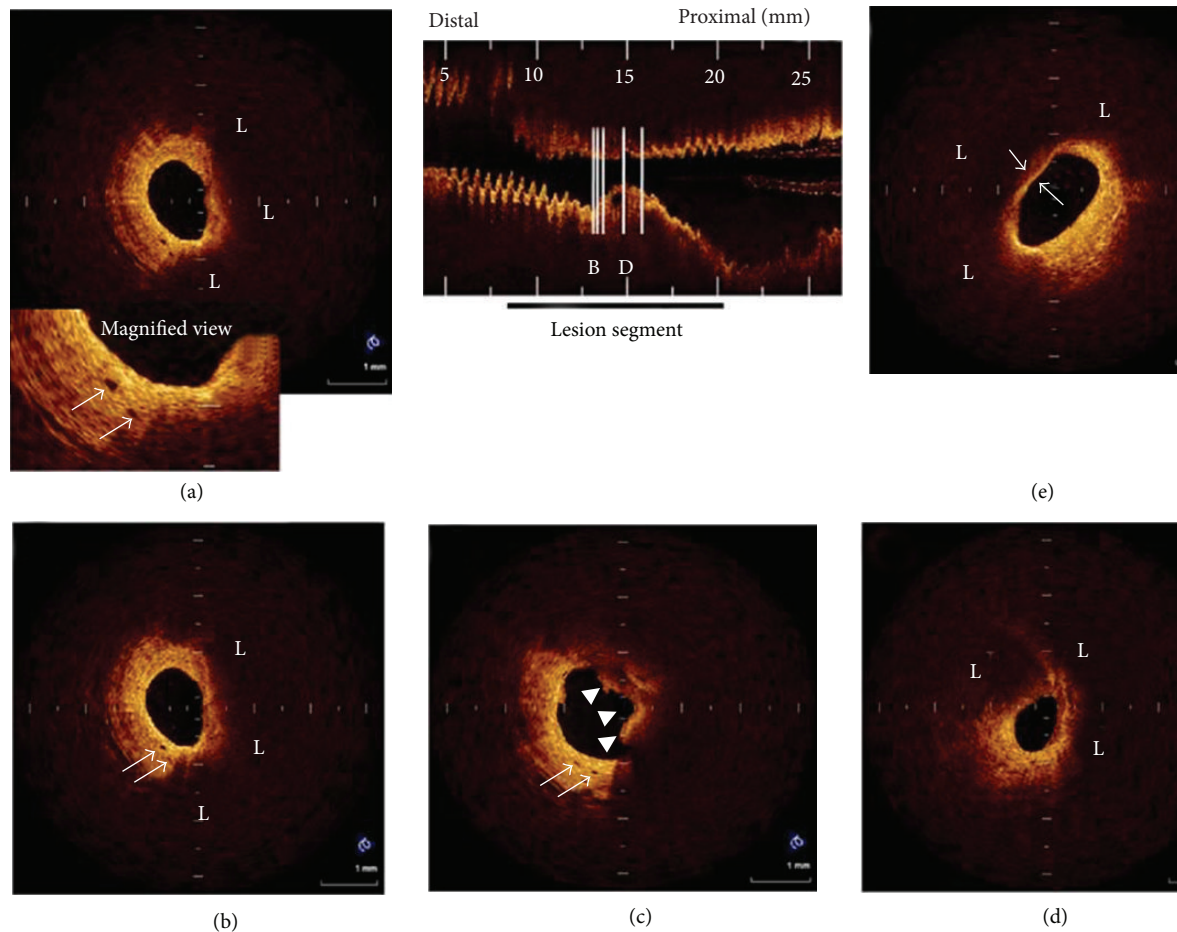 L
L
L
Magnified view
1 mm
(a)
Distal
Proximal (mm)
5
10
15
20
25
B
D
Lesion segment
L
L
L
(e)
L
L
L
1 mm
(b)
1 mm
(c)
L
L
L
(d)